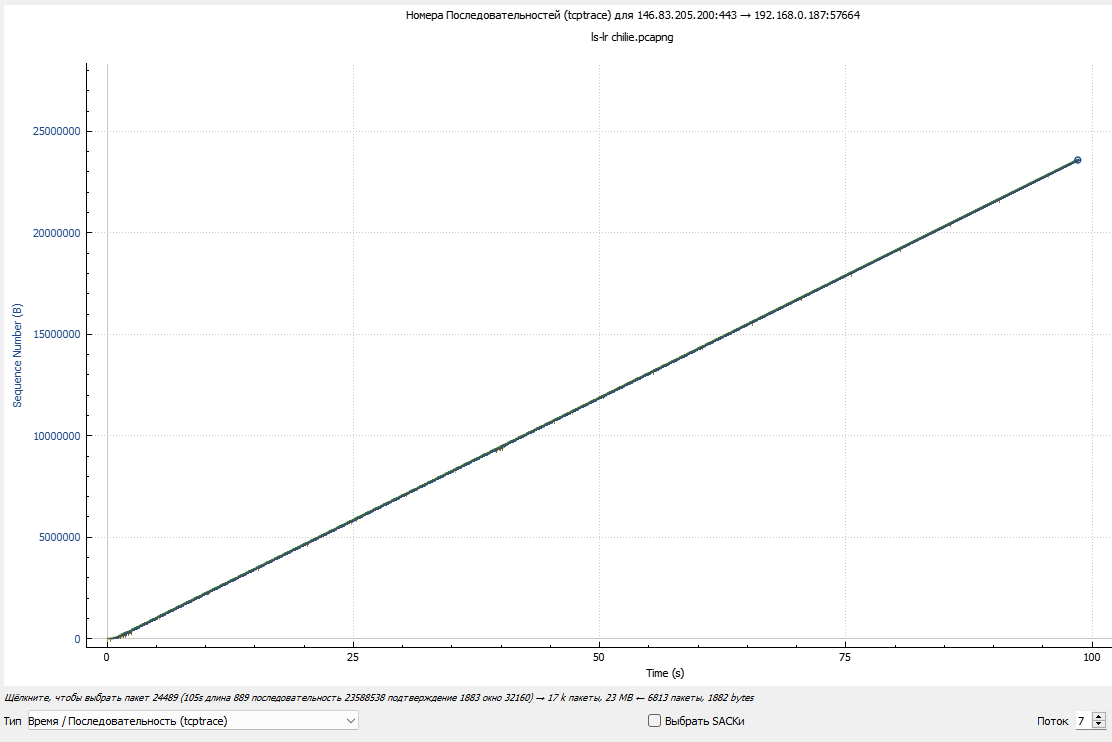 Номера Последовательностей (tcptrace) для 146.83.205.200:443 → 192.168.0.187:57664
ls-lr chilie.pcapng
25000000
20000000
15000000
10000000
5000000
0
Sequence Number (B)
0 25 50 75 100
Time (s)
Щёлкните, чтобы выбрать пакет 24489 (105s длина 889 последовательность 23588538 подтверждение 1883 окно 32160) → 17 k пакеты, 23 MB ← 6813 пакеты, 1882 bytes
Тип Время / Последовательность (tcptrace) Выбрать SACKи Поток 7